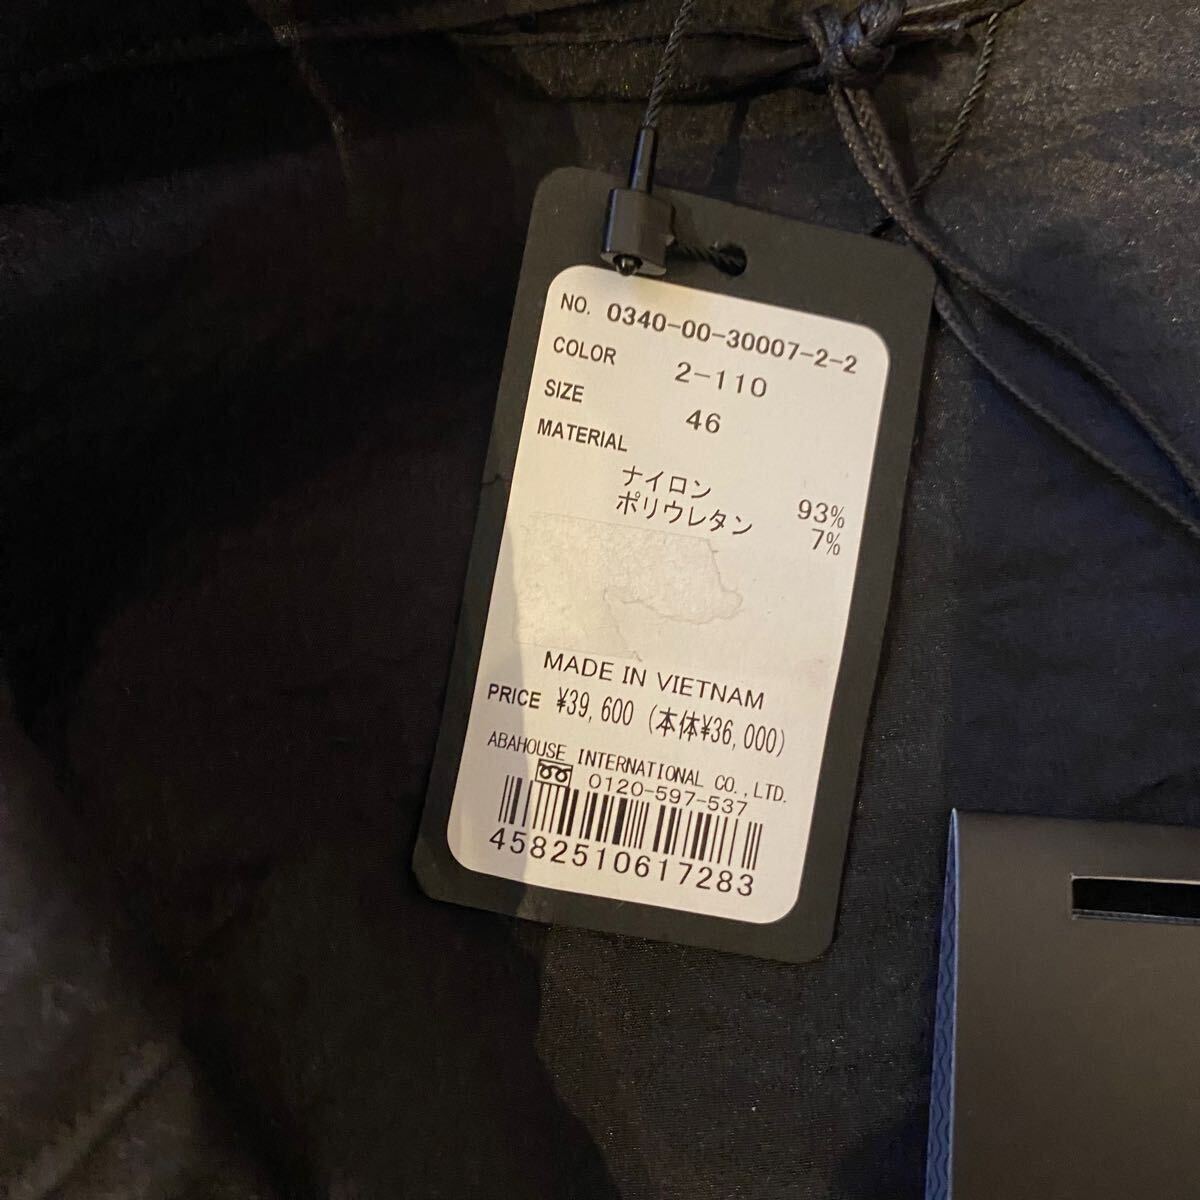 NO. 0340-00-30007-2-2
COLOR 2-110
SIZE 46
MATERIAL
ナイロン 93%
ポリウレタン 7%
MADE IN VIETNAM
PRICE ¥39,600 (本体¥36,000)
ABAHOUSE INTERNATIONAL CO.,LTD.
0120-597-537
4582510617283